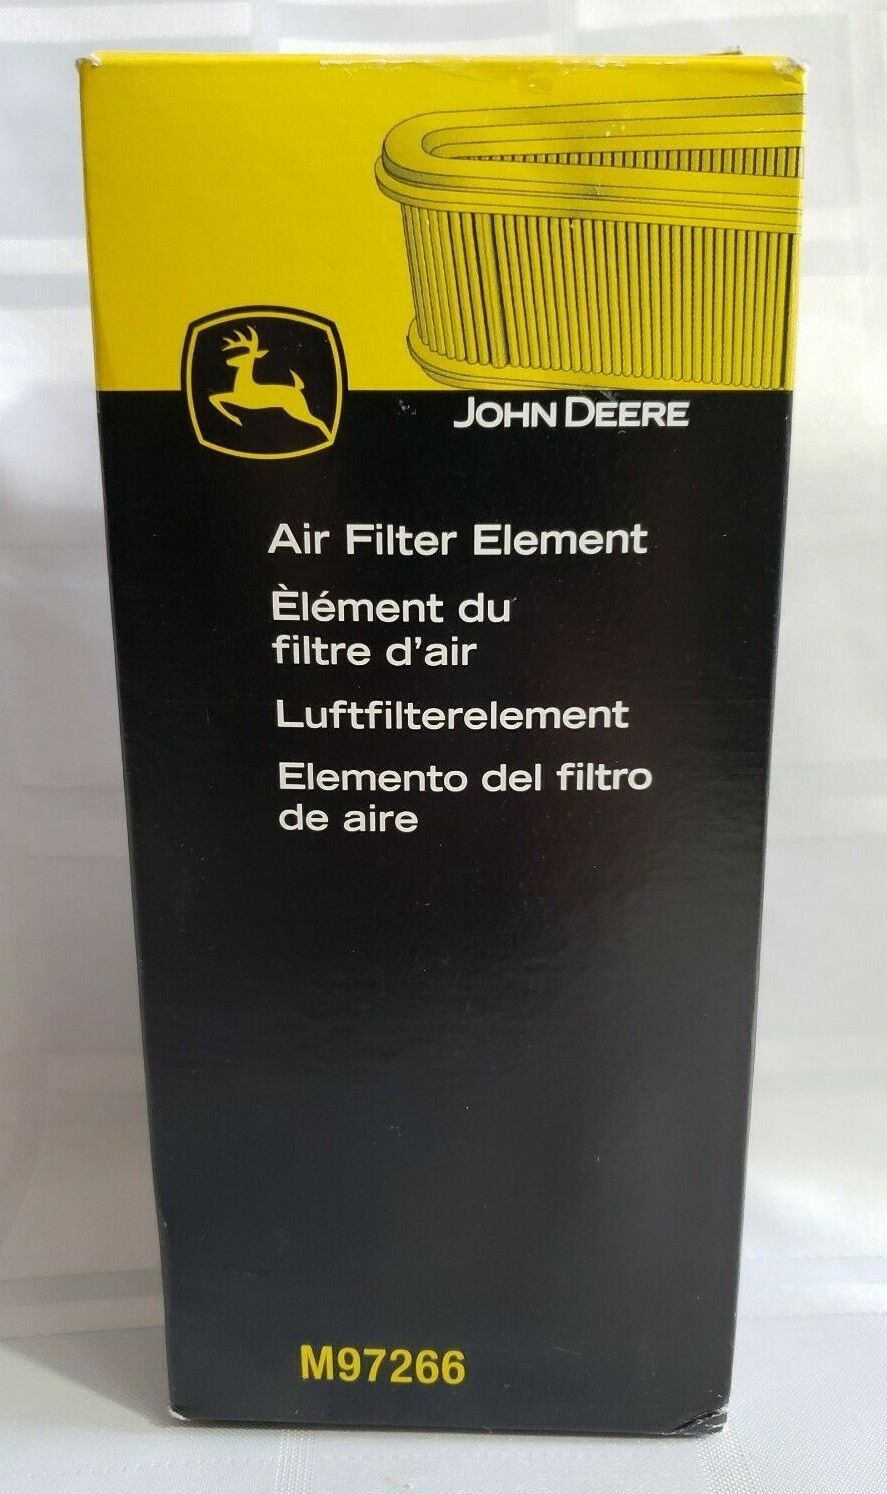 JOHN DEERE
Air Filter Element
Èlément du
filtre d'air
Luftfilterelement
Elemento del filtro
de aire
M97266